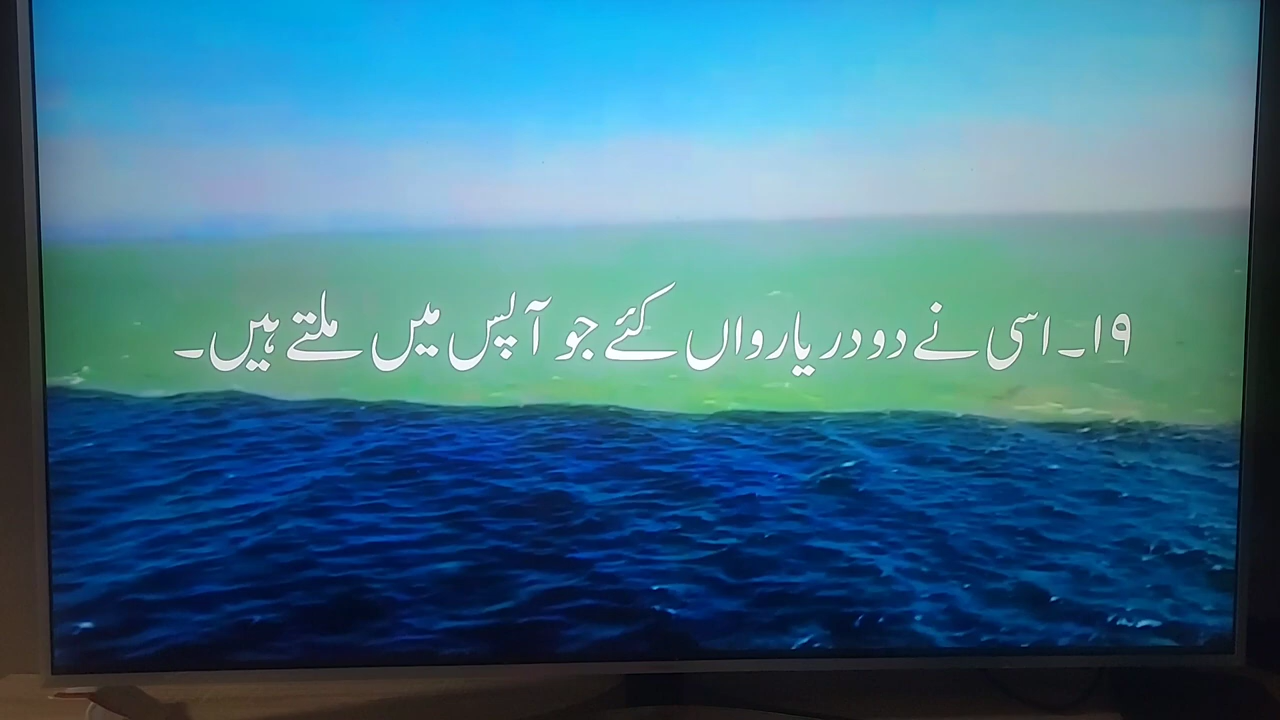 ۱۹۔ اسی نے دو دریا رواں کئے جو آپس میں ملتے ہیں۔